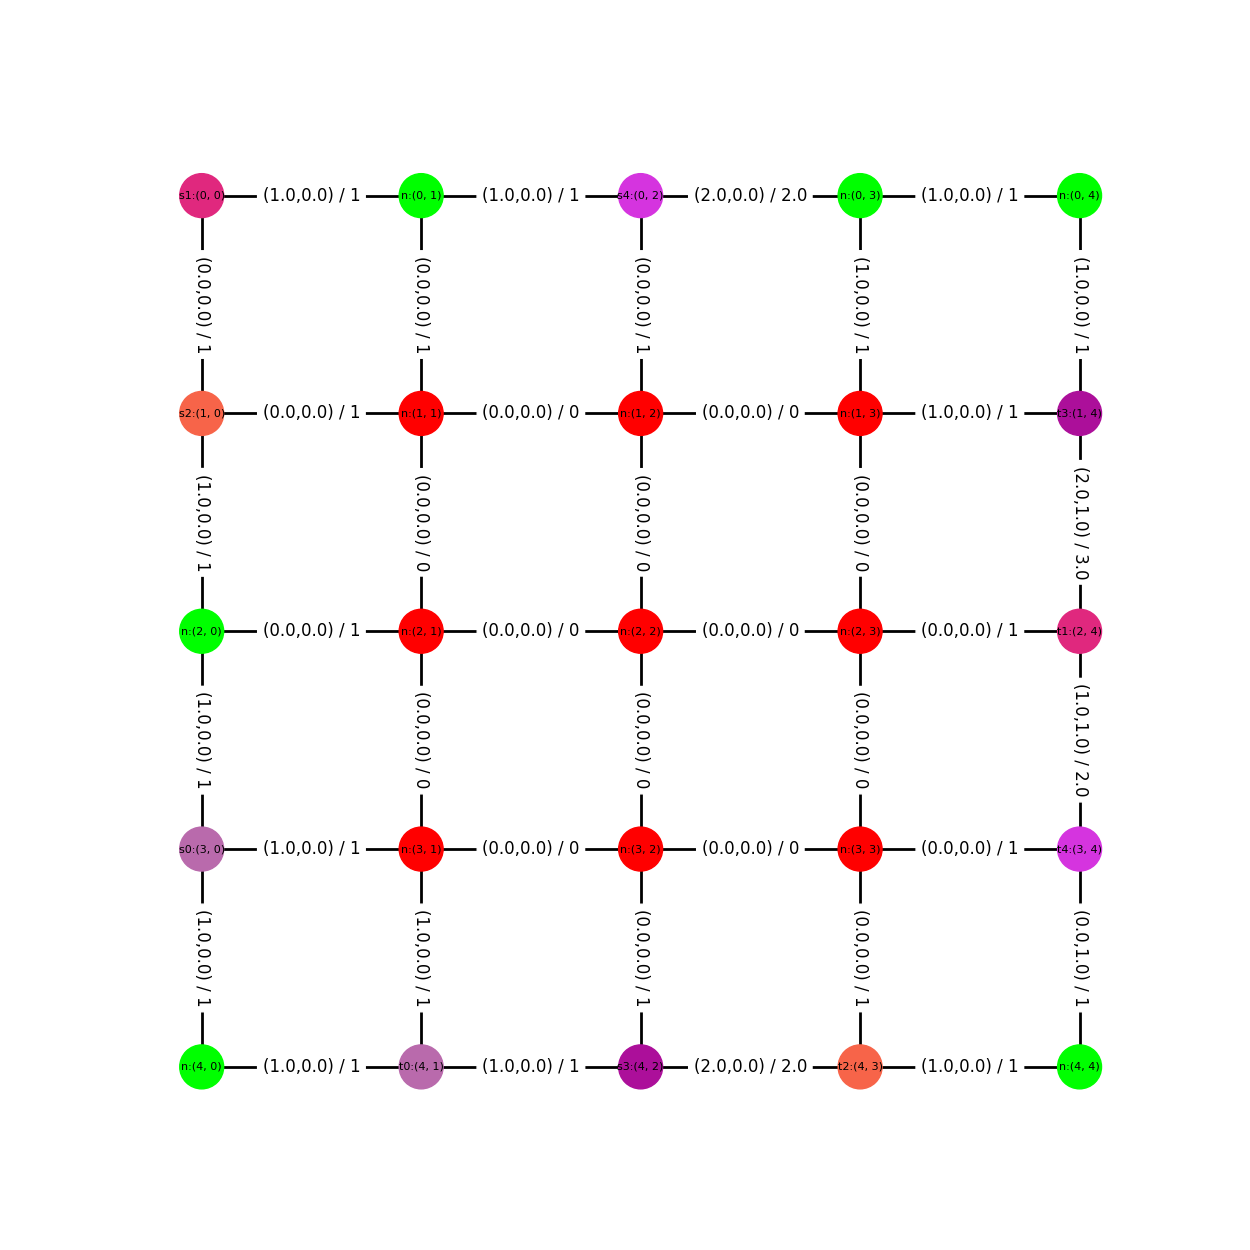 s1:(0, 0) (1.0,0.0) / 1 n:(0, 1) (1.0,0.0) / 1 s4:(0, 2) (2.0,0.0) / 2.0 n:(0, 3) (1.0,0.0) / 1 n:(0, 4)
(0.0,0.0) / 1 (0.0,0.0) / 1 (0.0,0.0) / 1 (1.0,0.0) / 1 (1.0,0.0) / 1
s2:(1, 0) (0.0,0.0) / 1 n:(1, 1) (0.0,0.0) / 0 n:(1, 2) (0.0,0.0) / 0 n:(1, 3) (1.0,0.0) / 1 t3:(1, 4)
(1.0,0.0) / 1 (0.0,0.0) / 0 (0.0,0.0) / 0 (0.0,0.0) / 0 (2.0,1.0) / 3.0
n:(2, 0) (0.0,0.0) / 1 n:(2, 1) (0.0,0.0) / 0 n:(2, 2) (0.0,0.0) / 0 n:(2, 3) (0.0,0.0) / 1 t1:(2, 4)
(1.0,0.0) / 1 (0.0,0.0) / 0 (0.0,0.0) / 0 (0.0,0.0) / 0 (1.0,1.0) / 2.0
s0:(3, 0) (1.0,0.0) / 1 n:(3, 1) (0.0,0.0) / 0 n:(3, 2) (0.0,0.0) / 0 n:(3, 3) (0.0,0.0) / 1 t4:(3, 4)
(1.0,0.0) / 1 (1.0,0.0) / 1 (0.0,0.0) / 1 (0.0,0.0) / 1 (0.0,1.0) / 1
n:(4, 0) (1.0,0.0) / 1 t0:(4, 1) (1.0,0.0) / 1 s3:(4, 2) (2.0,0.0) / 2.0 t2:(4, 3) (1.0,0.0) / 1 n:(4, 4)